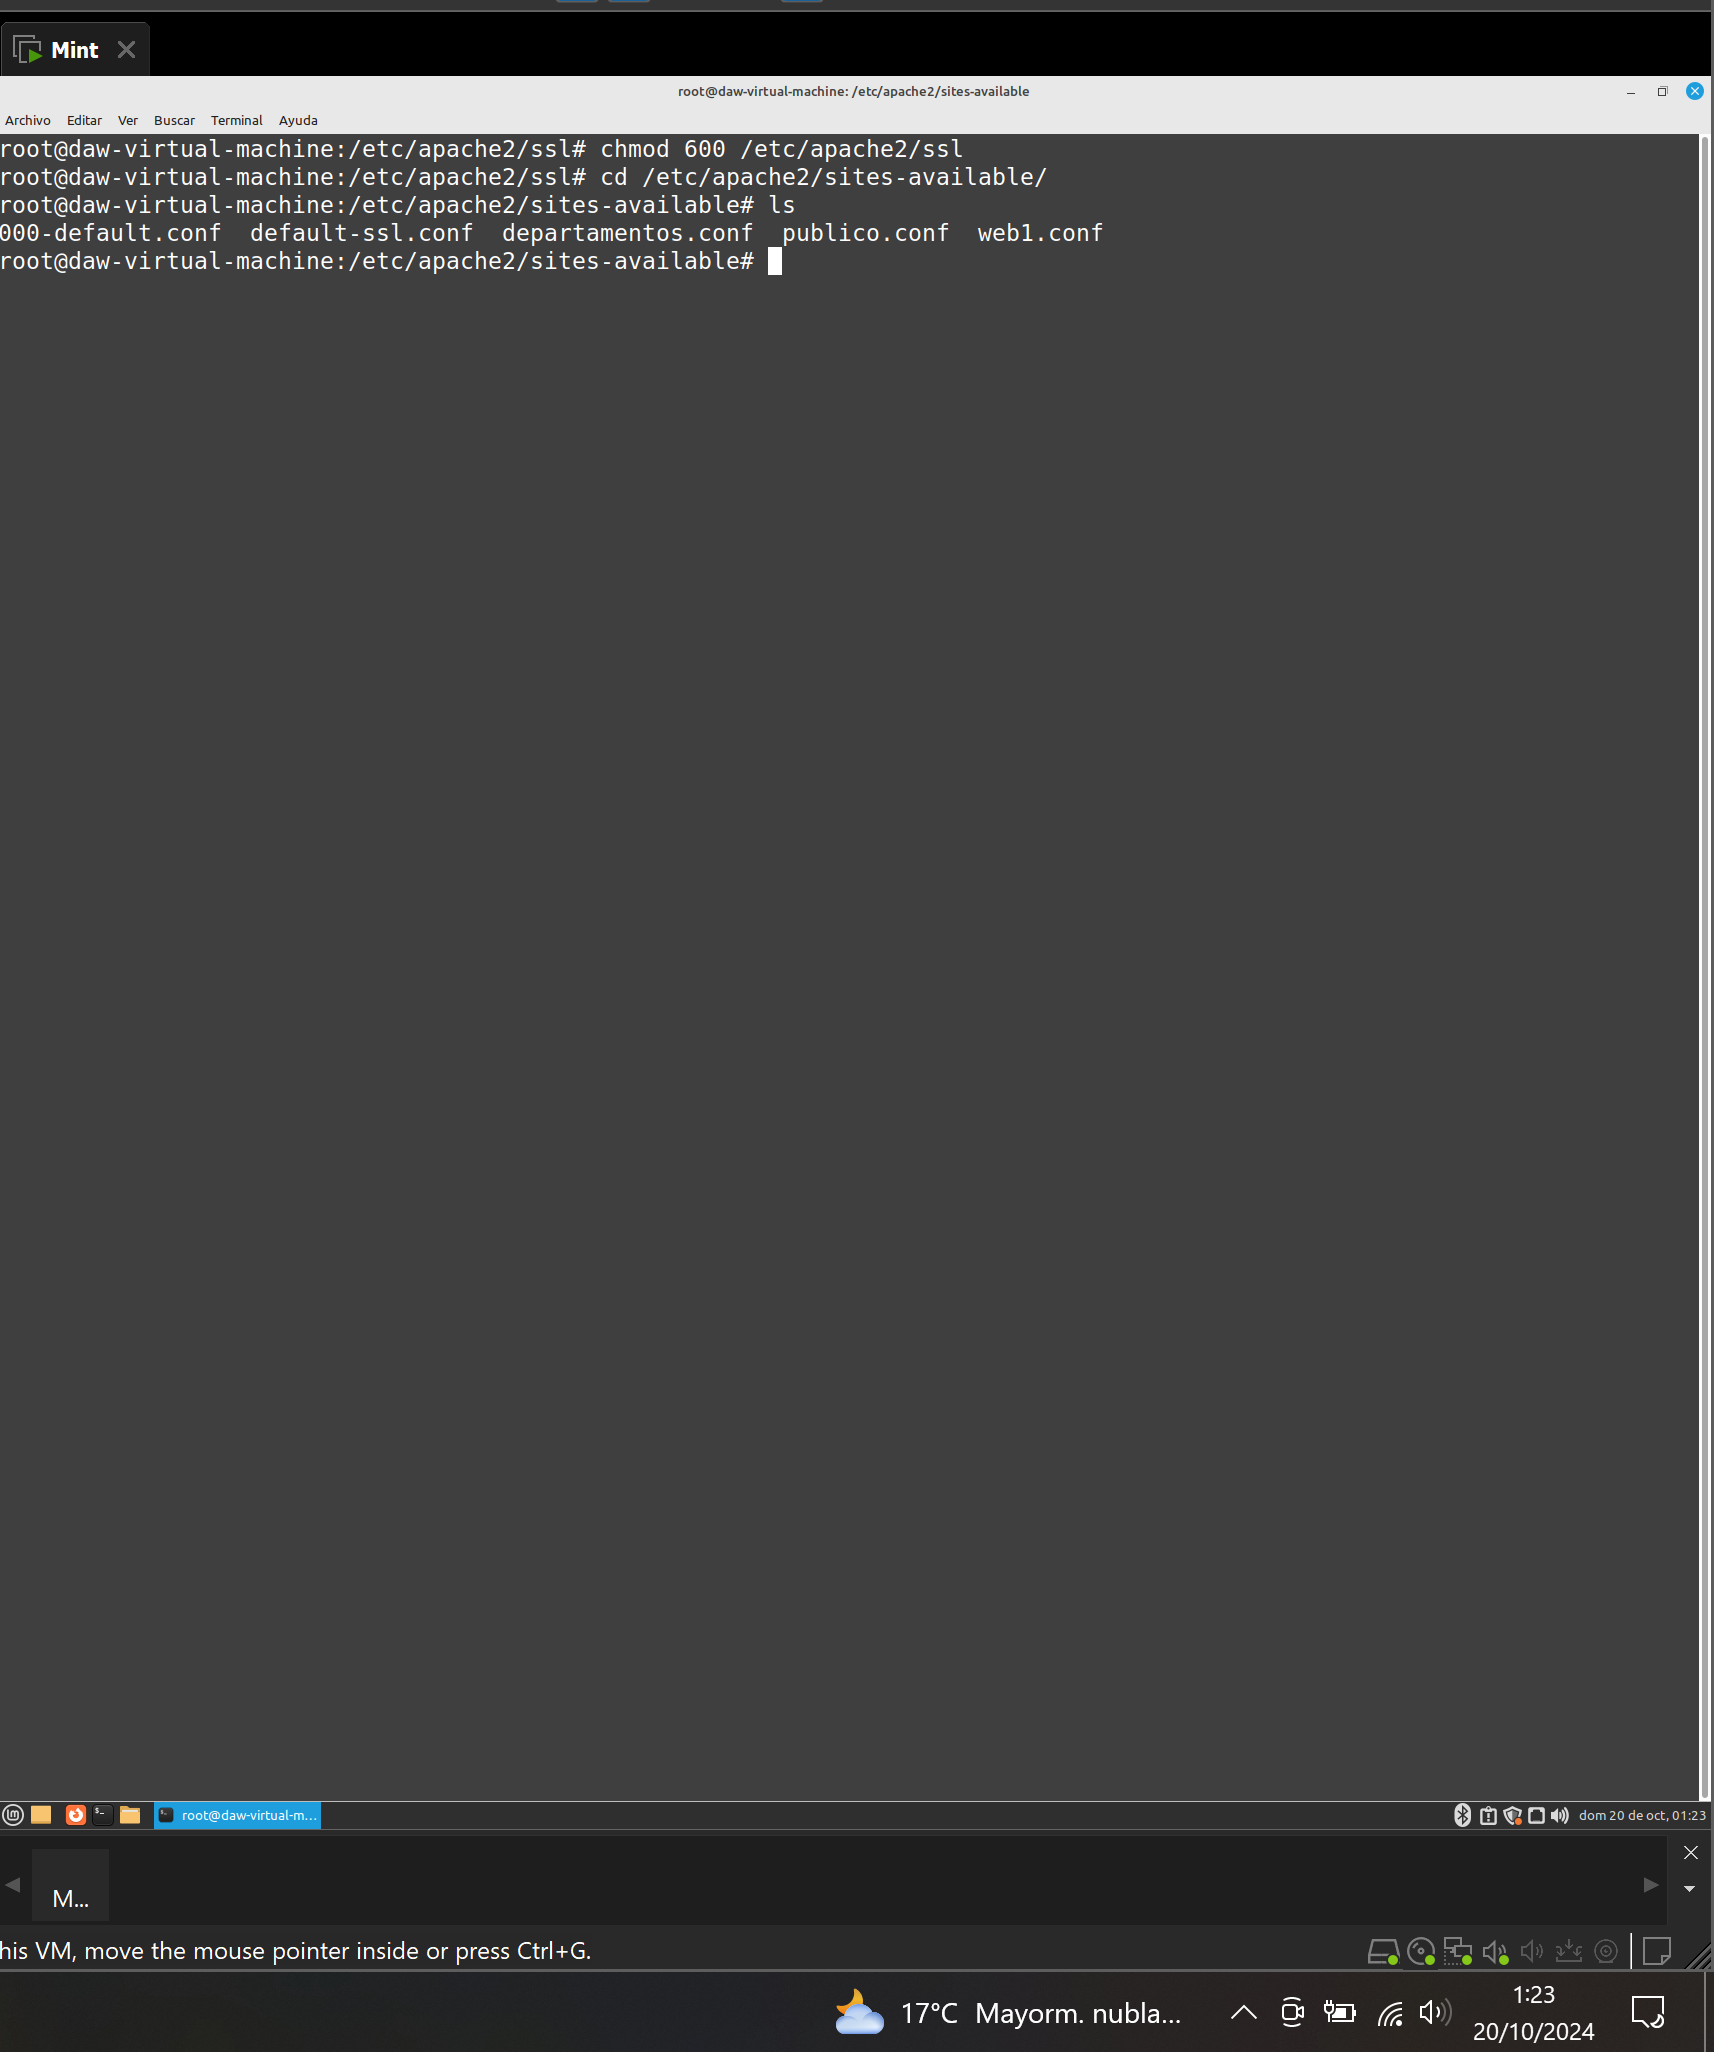 Mint
root@daw-virtual-machine: /etc/apache2/sites-available
Archivo Editar Ver Buscar Terminal Ayuda
root@daw-virtual-machine:/etc/apache2/ssl# chmod 600 /etc/apache2/ssl
root@daw-virtual-machine:/etc/apache2/ssl# cd /etc/apache2/sites-available/
root@daw-virtual-machine:/etc/apache2/sites-available# ls
000-default.conf  default-ssl.conf  departamentos.conf  publico.conf  web1.conf
root@daw-virtual-machine:/etc/apache2/sites-available#
root@daw-virtual-m...
dom 20 de oct, 01:23
M...
his VM, move the mouse pointer inside or press Ctrl+G.
17°C Mayorm. nubla...
1:23
20/10/2024